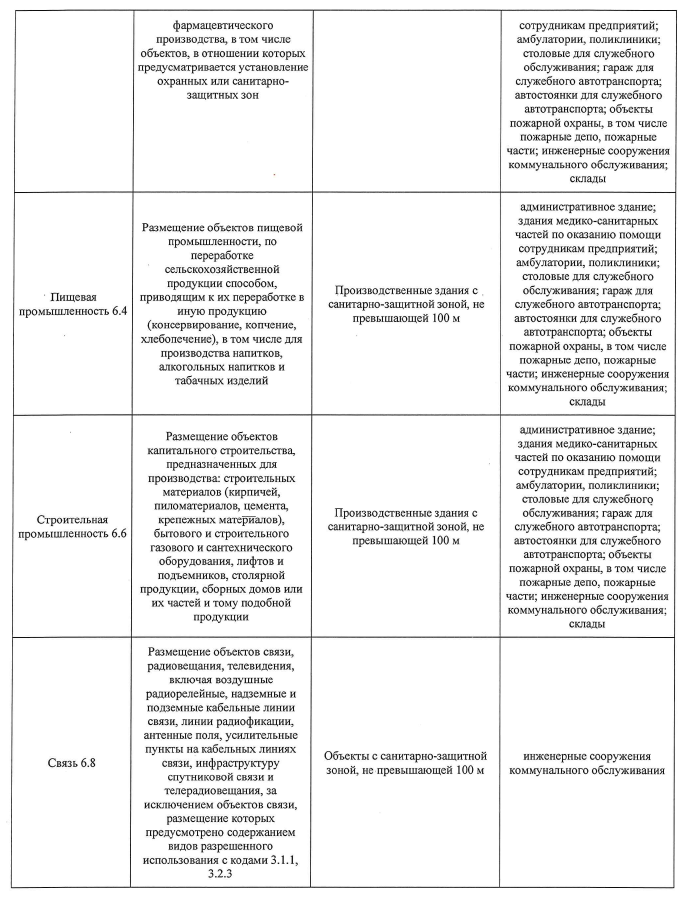 фармацевтического
производства, в том числе
объектов, в отношении которых
предусматривается установление
охранных или санитарно-
защитных зон
сотрудникам предприятий;
амбулатории, поликлиники;
столовые для служебного
обслуживания; гараж для
служебного автотранспорта;
автостоянки для служебного
автотранспорта; объекты
пожарной охраны, в том числе
пожарные депо, пожарные
части; инженерные сооружения
коммунального обслуживания;
склады
Пищевая
промышленность 6.4
Размещение объектов пищевой
промышленности, по
переработке
сельскохозяйственной
продукции способом,
приводящим к их переработке в
иную продукцию
(консервирование, копчение,
хлебопечение), в том числе для
производства напитков,
алкогольных напитков и
табачных изделий
Производственные здания с
санитарно-защитной зоной, не
превышающей 100 м
административное здание;
здания медико-санитарных
частей по оказанию помощи
сотрудникам предприятий;
амбулатории, поликлиники;
столовые для служебного
обслуживания; гараж для
служебного автотранспорта;
автостоянки для служебного
автотранспорта; объекты
пожарной охраны, в том числе
пожарные депо, пожарные
части; инженерные сооружения
коммунального обслуживания;
склады
Строительная
промышленность 6.6
Размещение объектов
капитального строительства,
предназначенных для
производства: строительных
материалов (кирпичей,
пиломатериалов, цемента,
крепежных материалов),
бытового и строительного
газового и сантехнического
оборудования, лифтов и
подъемников, столярной
продукции, сборных домов или
их частей и тому подобной
продукции
Производственные здания с
санитарно-защитной зоной, не
превышающей 100 м
административное здание;
здания медико-санитарных
частей по оказанию помощи
сотрудникам предприятий;
амбулатории, поликлиники;
столовые для служебного
обслуживания; гараж для
служебного автотранспорта;
автостоянки для служебного
автотранспорта; объекты
пожарной охраны, в том числе
пожарные депо, пожарные
части; инженерные сооружения
коммунального обслуживания;
склады
Связь 6.8
Размещение объектов связи,
радиовещания, телевидения,
включая воздушные
радиорелейные, надземные и
подземные кабельные линии
связи, линии радиофикации,
антенные поля, усилительные
пункты на кабельных линиях
связи, инфраструктуру
спутниковой связи и
телерадиовещания, за
исключением объектов связи,
размещение которых
предусмотрено содержанием
видов разрешенного
использования с кодами 3.1.1,
3.2.3
Объекты с санитарно-защитной
зоной, не превышающей 100 м
инженерные сооружения
коммунального обслуживания